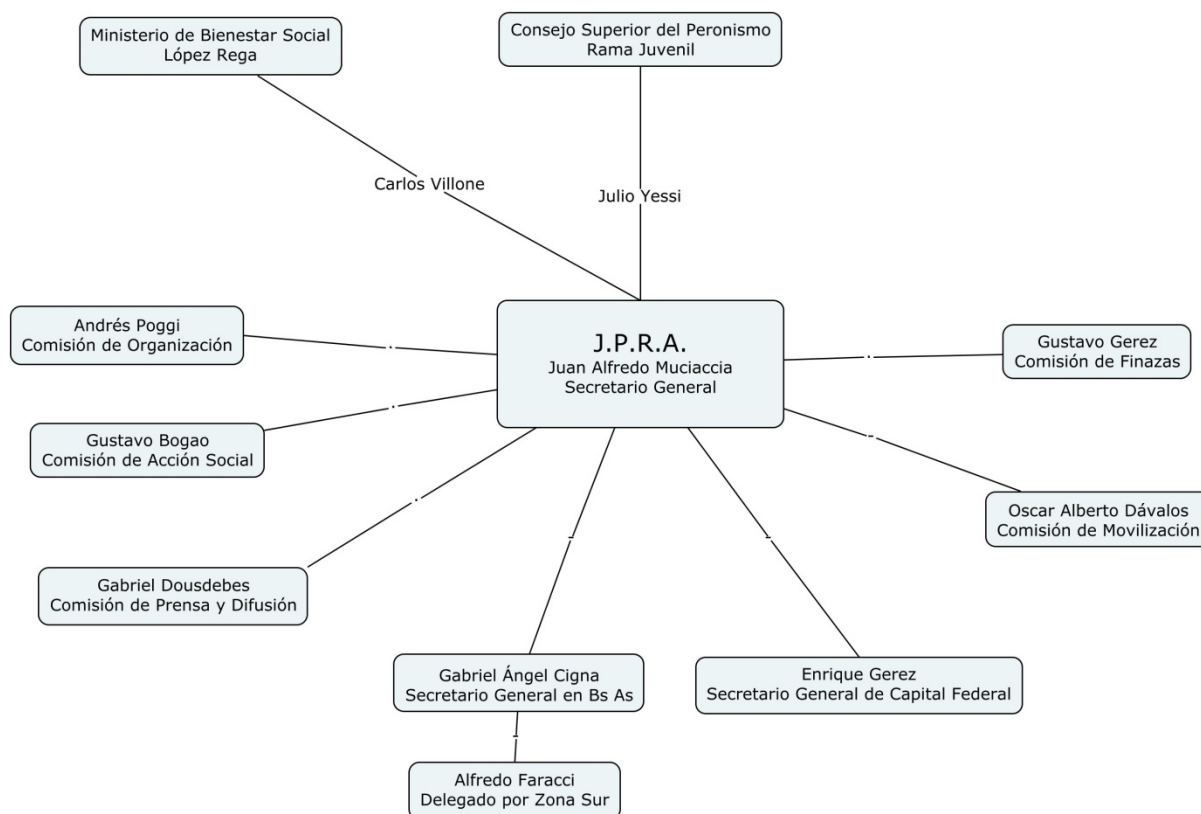 Ministerio de Bienestar Social
López Rega
Consejo Superior del Peronismo
Rama Juvenil
Carlos Villone
Julio Yessi
J.P.R.A.
Juan Alfredo Muciaccia
Secretario General
Andrés Poggi
Comisión de Organización
Gustavo Gerez
Comisión de Finazas
Gustavo Bogao
Comisión de Acción Social
Oscar Alberto Dávalos
Comisión de Movilización
Gabriel Dousdebes
Comisión de Prensa y Difusión
Gabriel Ángel Cigna
Secretario General en Bs As
Enrique Gerez
Secretario General de Capital Federal
Alfredo Faracci
Delegado por Zona Sur